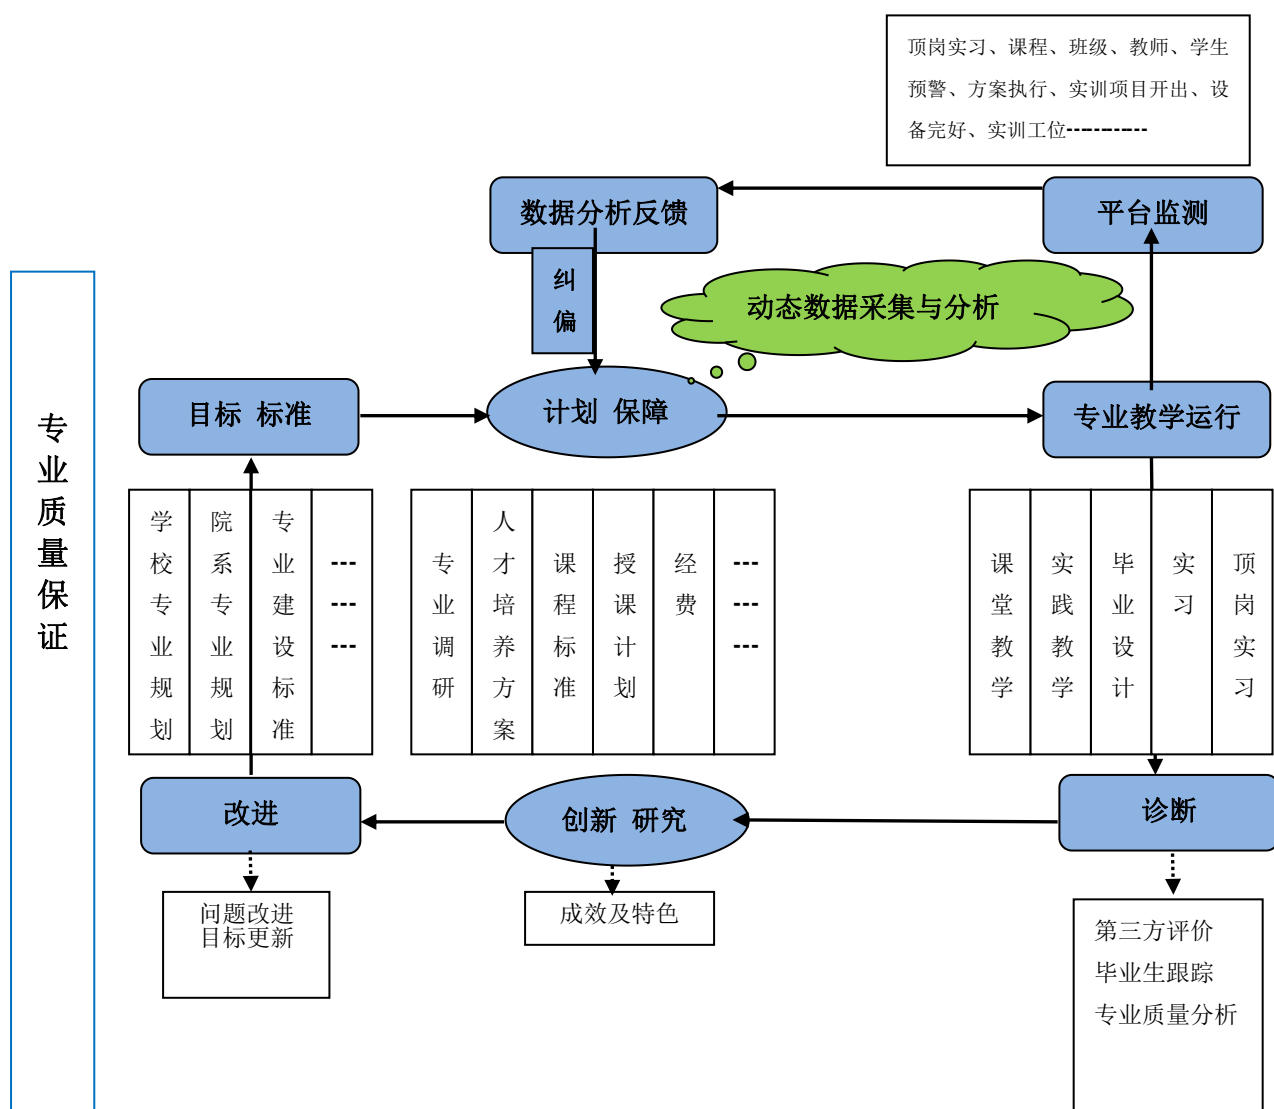 顶岗实习、课程、班级、教师、学生
预警、方案执行、实训项目开出、设
备完好、实训工位------------
数据分析反馈
平台监测
纠偏
动态数据采集与分析
专业质量保证
目标 标准
计划 保障
专业教学运行
学校专业规划
院系专业规划
专业建设标准
---
---
---
专业调研
人才培养方案
课程标准
授课计划
经费
---
---
---
课堂教学
实践教学
毕业设计
实习
顶岗实习
改进
创新 研究
诊断
问题改进
目标更新
成效及特色
第三方评价
毕业生跟踪
专业质量分析